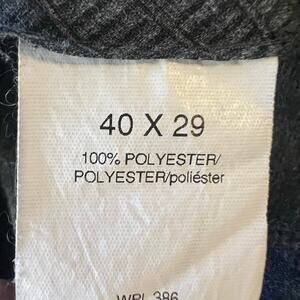 40 X 29
100% POLYESTER/
POLYESTER/poliéster
WPL 386